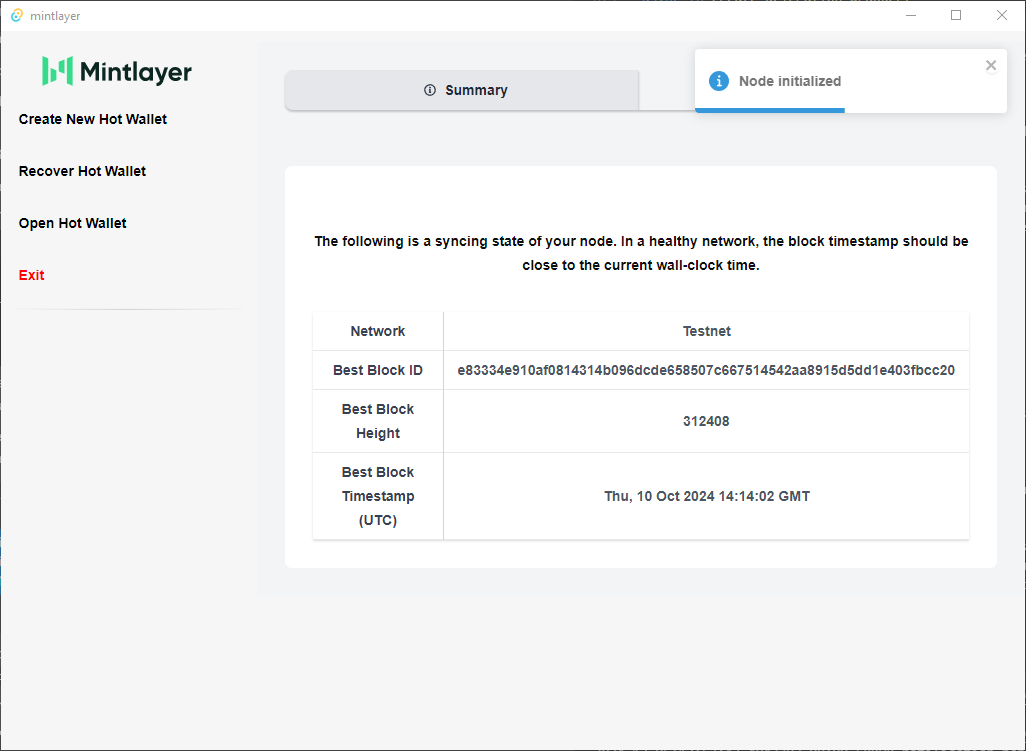 mintlayer
Mintlayer
Create New Hot Wallet
Recover Hot Wallet
Open Hot Wallet
Exit
Summary
Node initialized
The following is a syncing state of your node. In a healthy network, the block timestamp should be
close to the current wall-clock time.
Network
Testnet
Best Block ID
e83334e910af0814314b096dcde658507c667514542aa8915d5dd1e403fbcc20
Best Block
Height
312408
Best Block
Timestamp
(UTC)
Thu, 10 Oct 2024 14:14:02 GMT